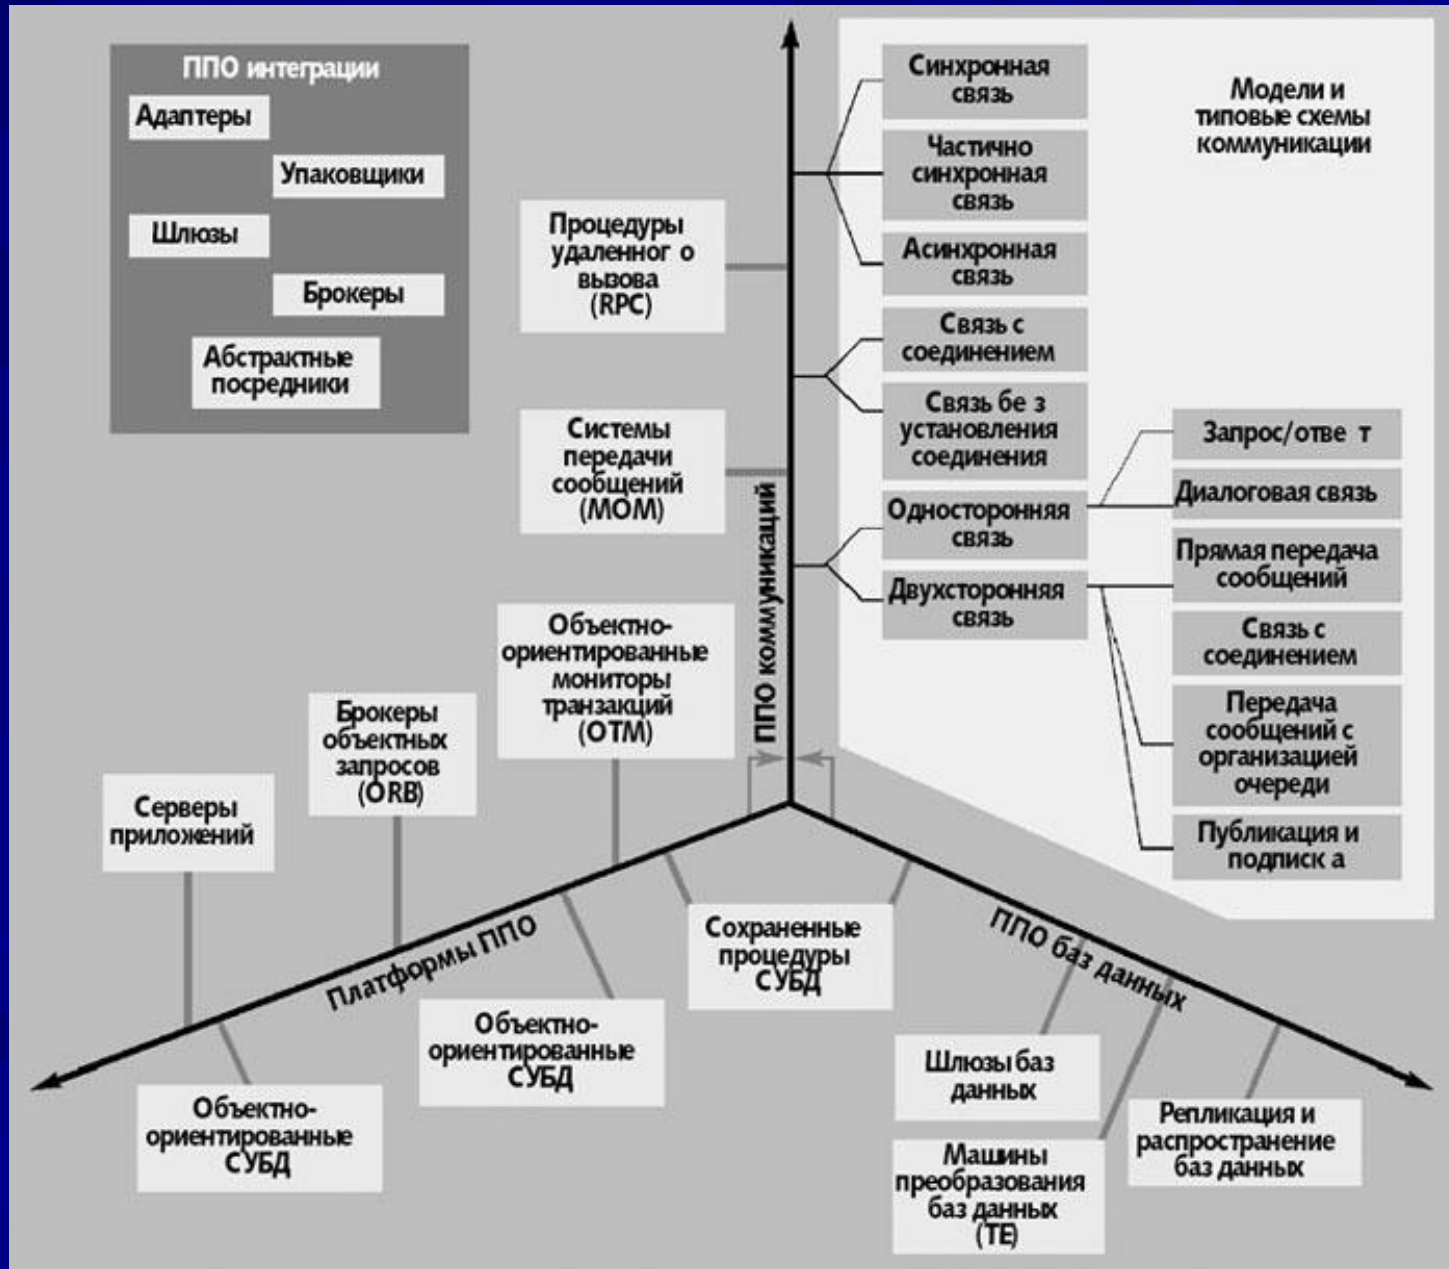 ППО интеграции
Адаптеры
Упаковщики
Шлюзы
Брокеры
Абстрактные
посредники
Процедуры
удаленног о
вызова
(RPC)
Системы
передачи
сообщений
(МОМ)
Объектно-
ориентированные
мониторы
транзакций
(ОТМ)
Брокеры
объектных
запросов
(ORB)
Серверы
приложений
ППО коммуникаций
Модели и
типовые схемы
коммуникации
Синхронная
связь
Частично
синхронная
связь
Асинхронная
связь
Связь с
соединением
Связь бе з
установления
соединения
Односторонняя
связь
Двухсторонняя
связь
Запрос/отве т
Диалоговая связь
Прямая передача
сообщений
Связь с
соединением
Передача
сообщений с
организацией
очереди
Публикация и
подписк а
Платформы ППО
ППО баз данных
Сохраненные
процедуры
СУБД
Объектно-
ориентированные
СУБД
Объектно-
ориентированные
СУБД
Шлюзы баз
данных
Машины
преобразования
баз данных
(ТЕ)
Репликация и
распространение
баз данных